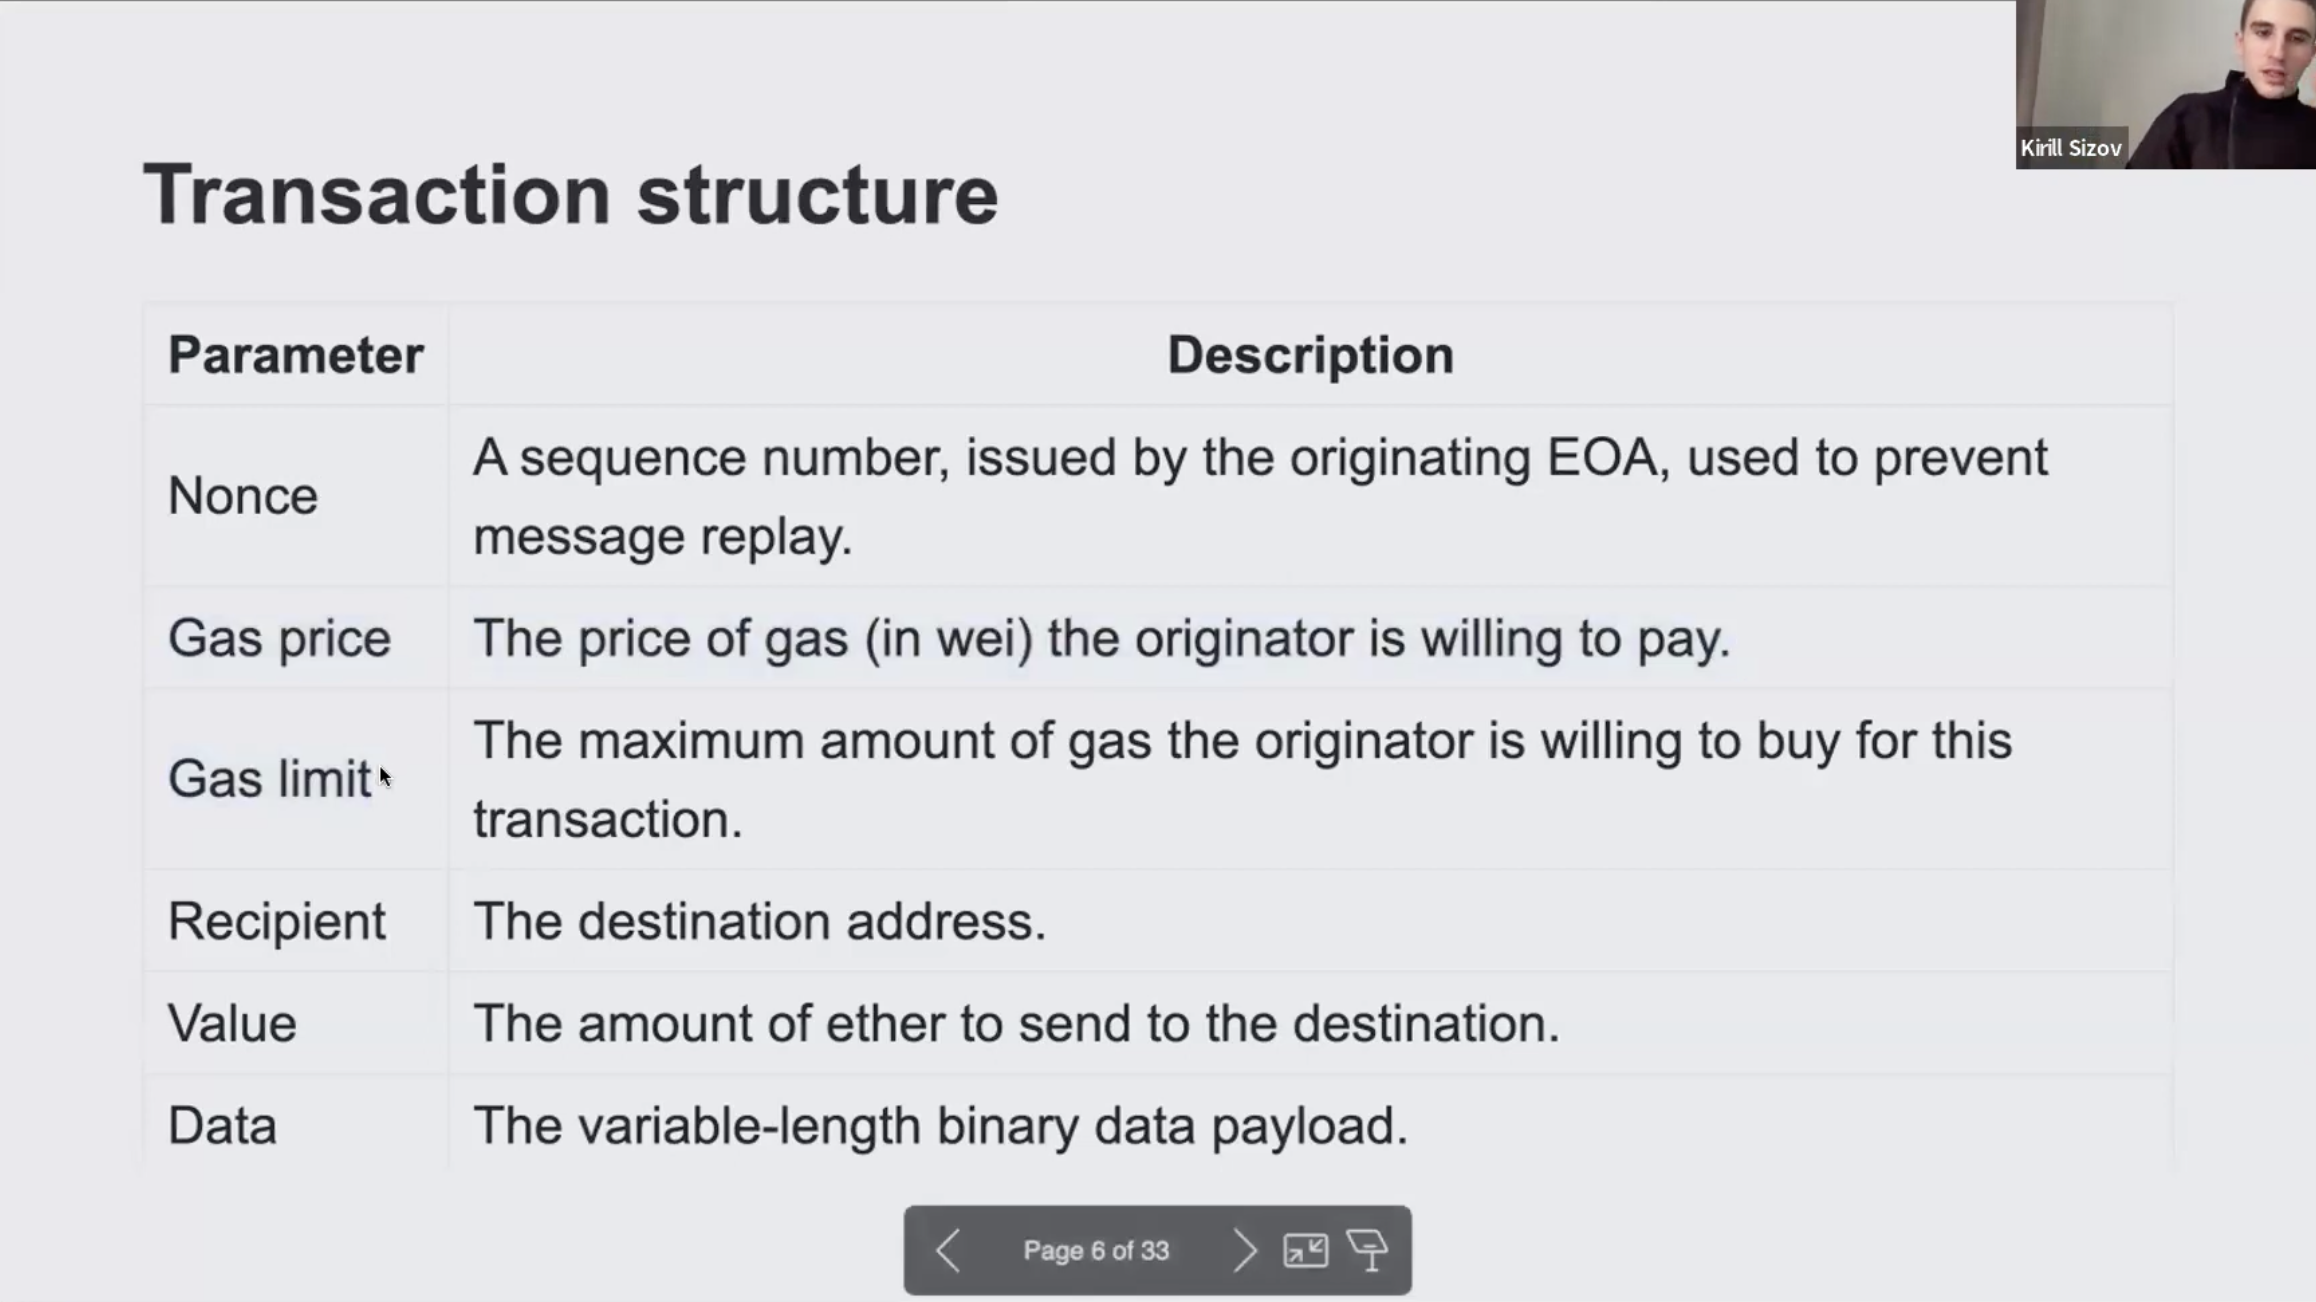 Kirill Sizov
Transaction structure
Parameter
Description
Nonce
A sequence number, issued by the originating EOA, used to prevent
message replay.
Gas price
The price of gas (in wei) the originator is willing to pay.
Gas limit
The maximum amount of gas the originator is willing to buy for this
transaction.
Recipient
The destination address.
Value
The amount of ether to send to the destination.
Data
The variable-length binary data payload.
Page 6 of 33